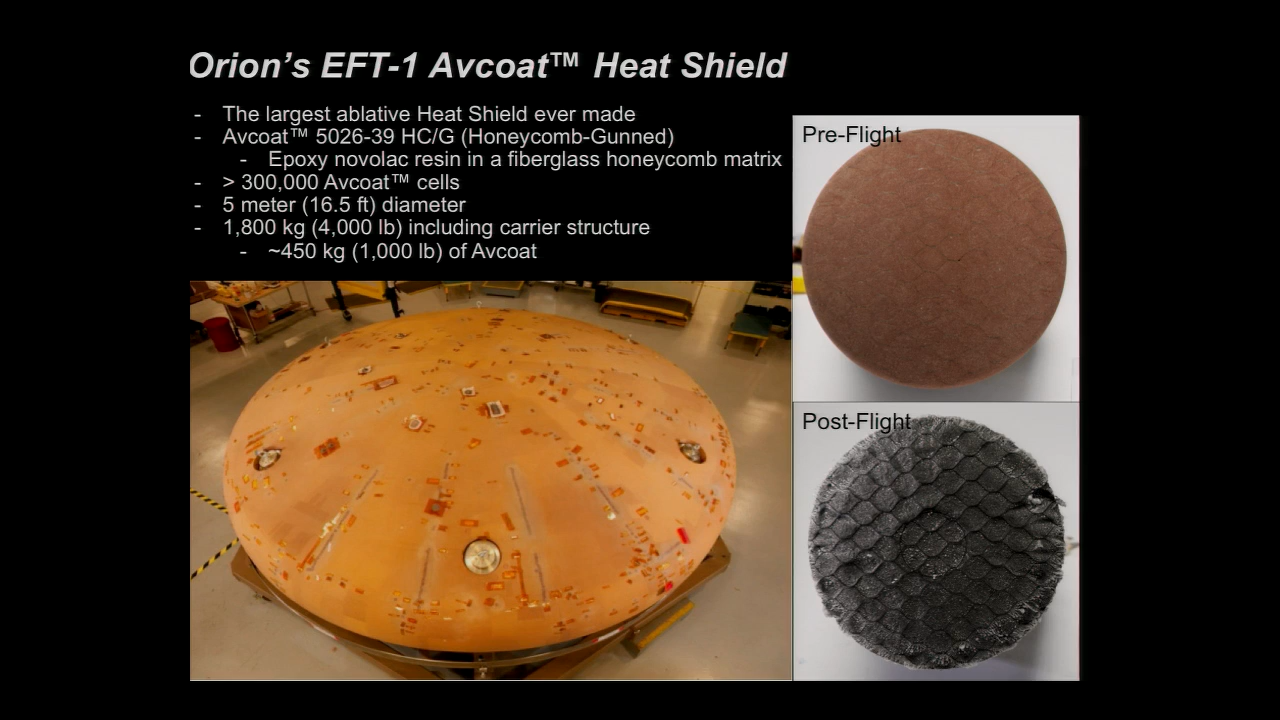 Orion's EFT-1 Avcoat™ Heat Shield
- The largest ablative Heat Shield ever made
- Avcoat™ 5026-39 HC/G (Honeycomb-Gunned)
- Epoxy novolac resin in a fiberglass honeycomb matrix
- > 300,000 Avcoat™ cells
- 5 meter (16.5 ft) diameter
- 1,800 kg (4,000 lb) including carrier structure
- ~450 kg (1,000 lb) of Avcoat
Pre-Flight
Post-Flight